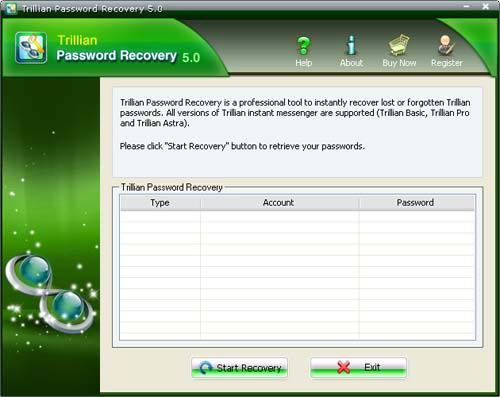 Trillian Password Recovery 5.0
Trillian
Password Recovery 5.0
Help
About
Buy Now
Register
Trillian Password Recovery is a professional tool to instantly recover lost or forgotten Trillian
passwords. All versions of Trillian instant messenger are supported (Trillian Basic, Trillian Pro
and Trillian Astra).
Please click "Start Recovery" button to retrieve your passwords.
Trillian Password Recovery
Type Account Password
Start Recovery Exit